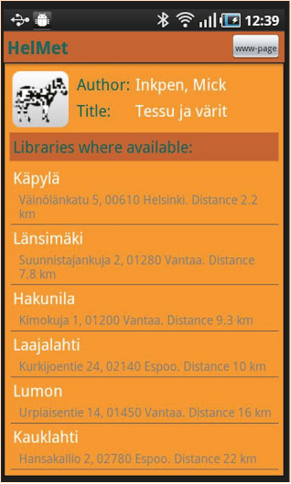 12:39
HelMet
www-page
Author: Inkpen, Mick
Title: Tessu ja värit
Libraries where available:
Käpylä
Väinölänkatu 5, 00610 Helsinki. Distance 2.2
km
Länsimäki
Suunnistajankuja 2, 01280 Vantaa. Distance
7.8 km
Hakunila
Kimokuja 1, 01200 Vantaa. Distance 9.3 km
Laajalahti
Kurkijoentie 24, 02140 Espoo. Distance 10 km
Lumon
Urpiaisentie 14, 01450 Vantaa. Distance 16 km
Kauklahti
Hansakallio 2, 02780 Espoo. Distance 22 km